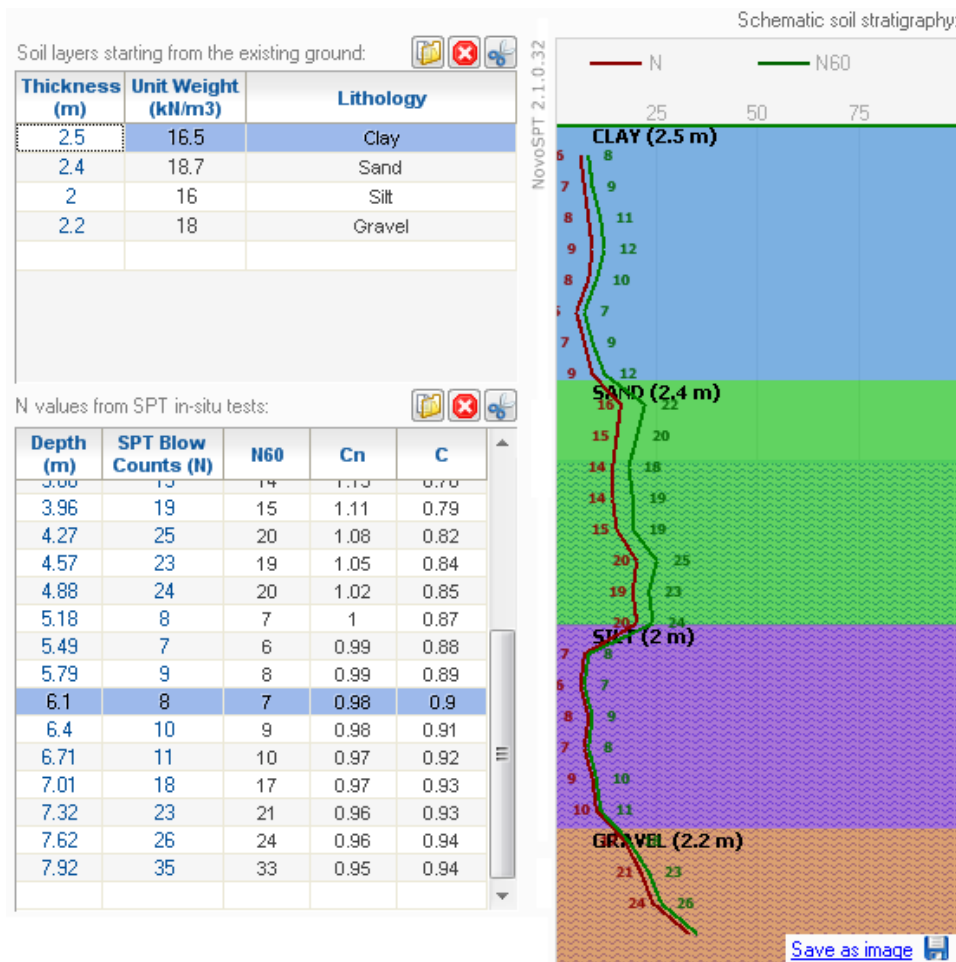 Schematic soil stratigraphy:
Soil layers starting from the existing ground:
Thickness (m) Unit Weight (kN/m3) Lithology
2.5 16.5 Clay
2.4 18.7 Sand
2 16 Silt
2.2 18 Gravel
N values from SPT in-situ tests:
Depth (m) SPT Blow Counts (N) N60 Cn C
3.96 19 15 1.11 0.79
4.27 25 20 1.08 0.82
4.57 23 19 1.05 0.84
4.88 24 20 1.02 0.85
5.18 8 7 1 0.87
5.49 7 6 0.99 0.88
5.79 9 8 0.99 0.89
6.1 8 7 0.98 0.9
6.4 10 9 0.98 0.91
6.71 11 10 0.97 0.92
7.01 18 17 0.97 0.93
7.32 23 21 0.96 0.93
7.62 26 24 0.96 0.94
7.92 35 33 0.95 0.94
NovoSPT 2.1.0.32
N N60
25 50 75
CLAY (2.5 m)
6 8
7 9
8 11
9 12
8 10
7
7 9
9 12
SAND (2.4 m)
16 22
15 20
14 18
14 19
15 19
20 25
19 23
20 24
SILT (2 m)
7 8
6 7
8 9
7 8
9 10
10 11
GRAVEL (2.2 m)
21 23
24 26
Save as image